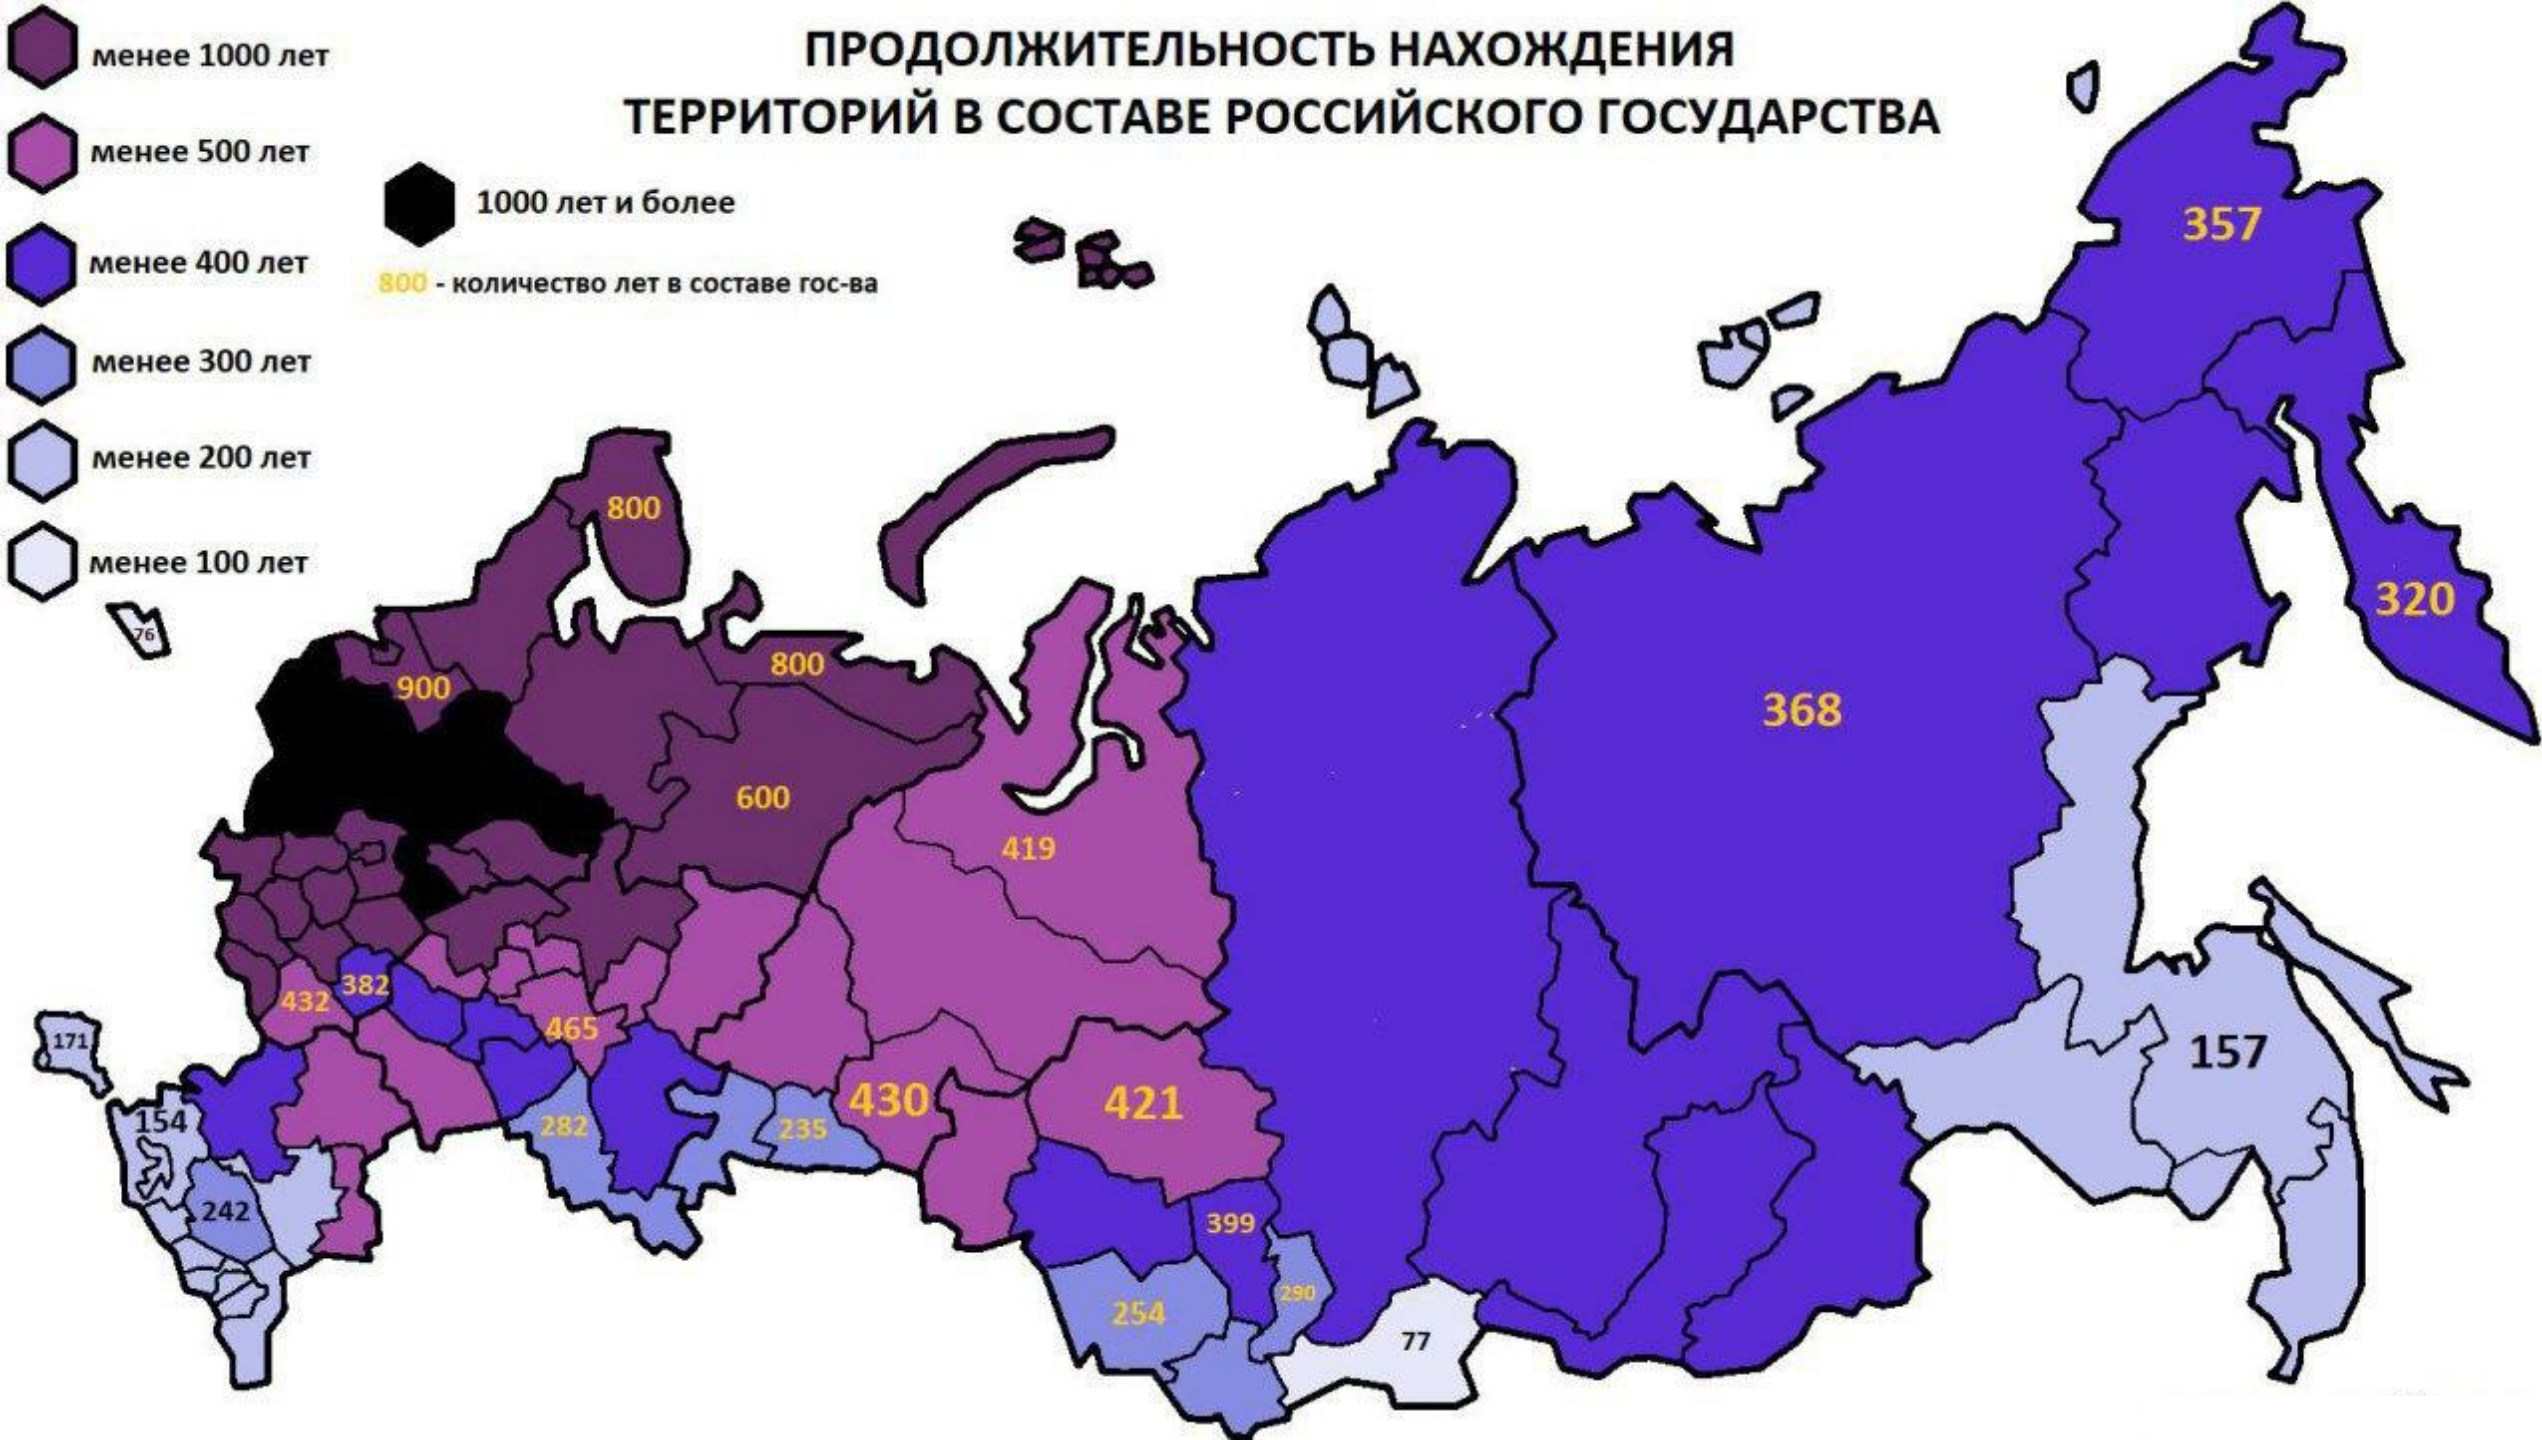 ПРОДОЛЖИТЕЛЬНОСТЬ НАХОЖДЕНИЯ
ТЕРРИТОРИЙ В СОСТАВЕ РОССИЙСКОГО ГОСУДАРСТВА
менее 1000 лет
менее 500 лет
менее 400 лет
менее 300 лет
менее 200 лет
менее 100 лет
1000 лет и более
800 - количество лет в составе гос-ва
357
800
320
76
800
900
368
600
419
382
432
465
171
157
430
421
154
282
235
242
399
290
254
77